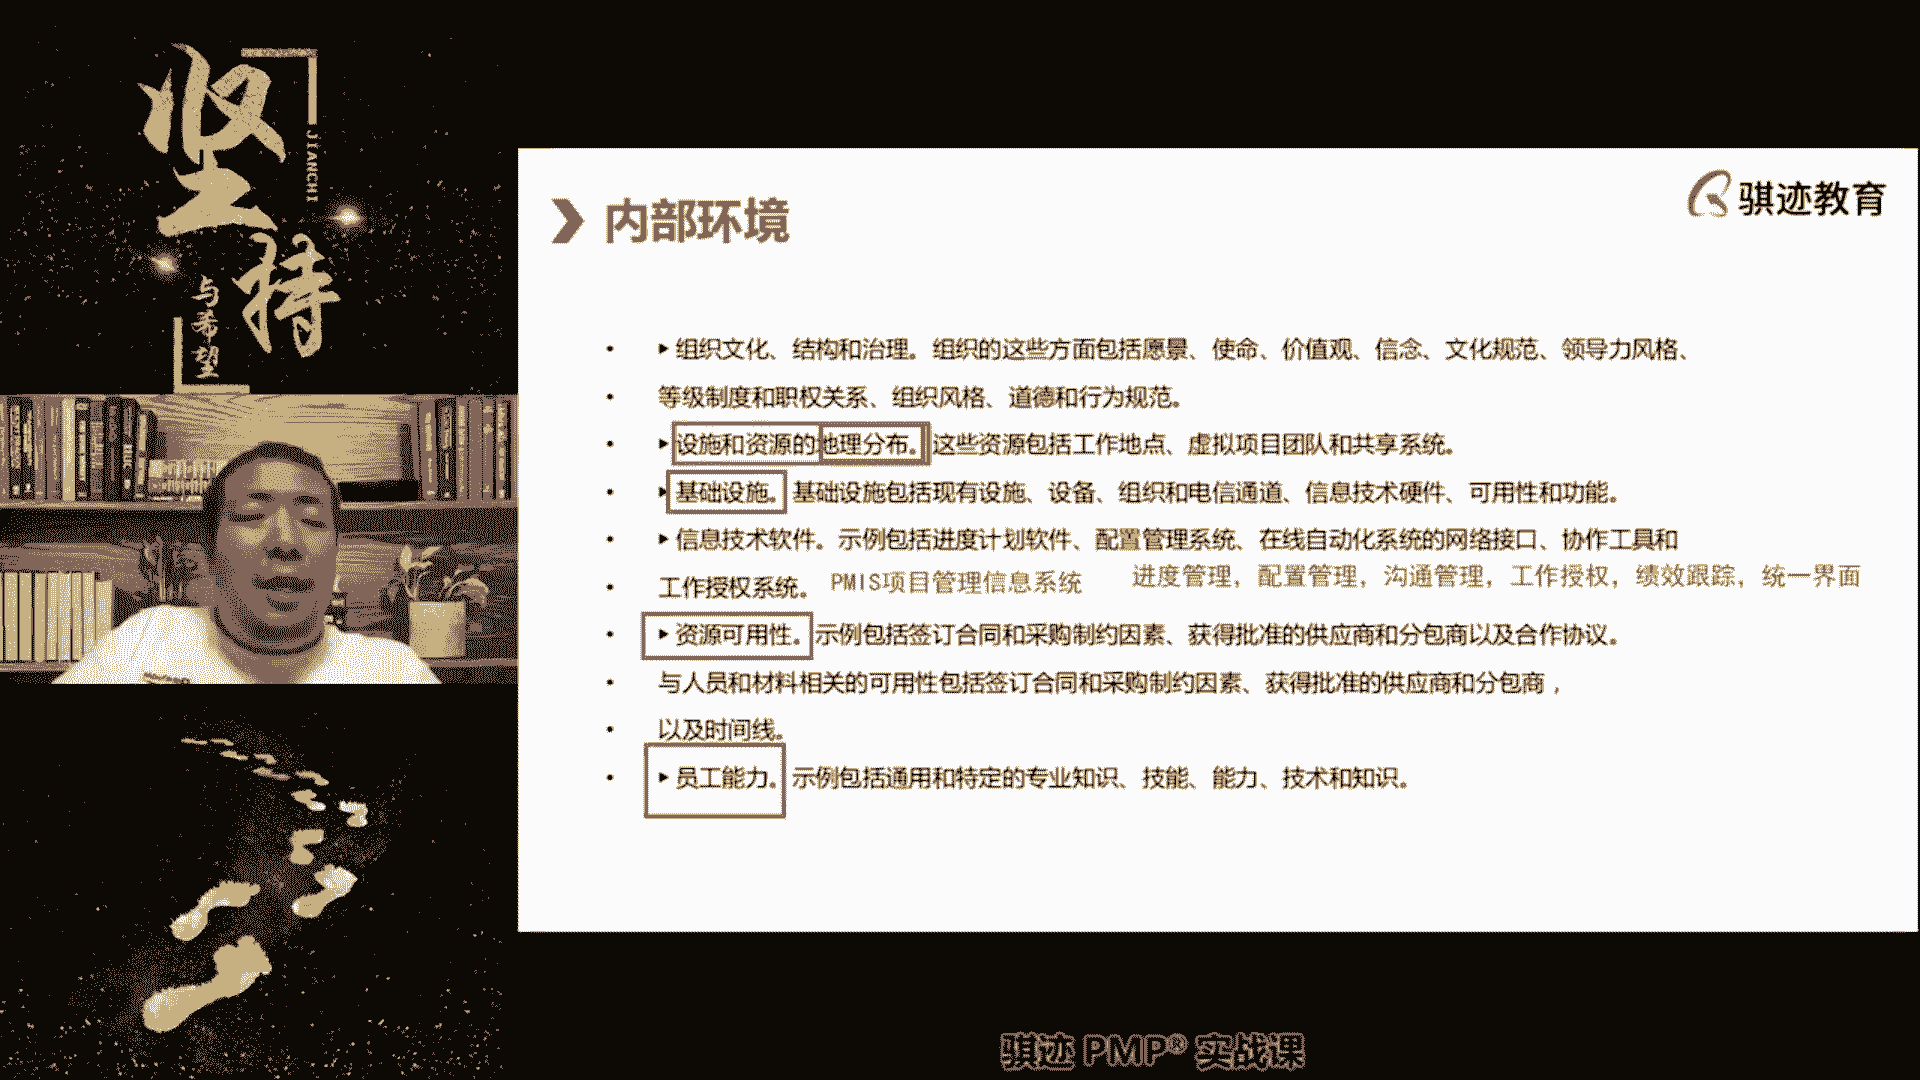 坚持
JIANCHI
与希望
骐迹教育
内部环境
组织文化、结构和治理。组织的这些方面包括愿景、使命、价值观、信念、文化规范、领导力风格、
等级制度和职权关系、组织风格、道德和行为规范。
设施和资源的地理分布。这些资源包括工作地点、虚拟项目团队和共享系统。
基础设施。基础设施包括现有设施、设备、组织和电信通道、信息技术硬件、可用性和功能。
信息技术软件。示例包括进度计划软件、配置管理系统、在线自动化系统的网络接口、协作工具和
工作授权系统。 PMIS项目管理信息系统 进度管理，配置管理，沟通管理，工作授权，绩效跟踪，统一界面
资源可用性。示例包括签订合同和采购制约因素、获得批准的供应商和分包商以及合作协议。
与人员和材料相关的可用性包括签订合同和采购制约因素、获得批准的供应商和分包商，
以及时间线。
员工能力。示例包括通用和特定的专业知识、技能、能力、技术和知识。
骐迹 PMP® 实战课